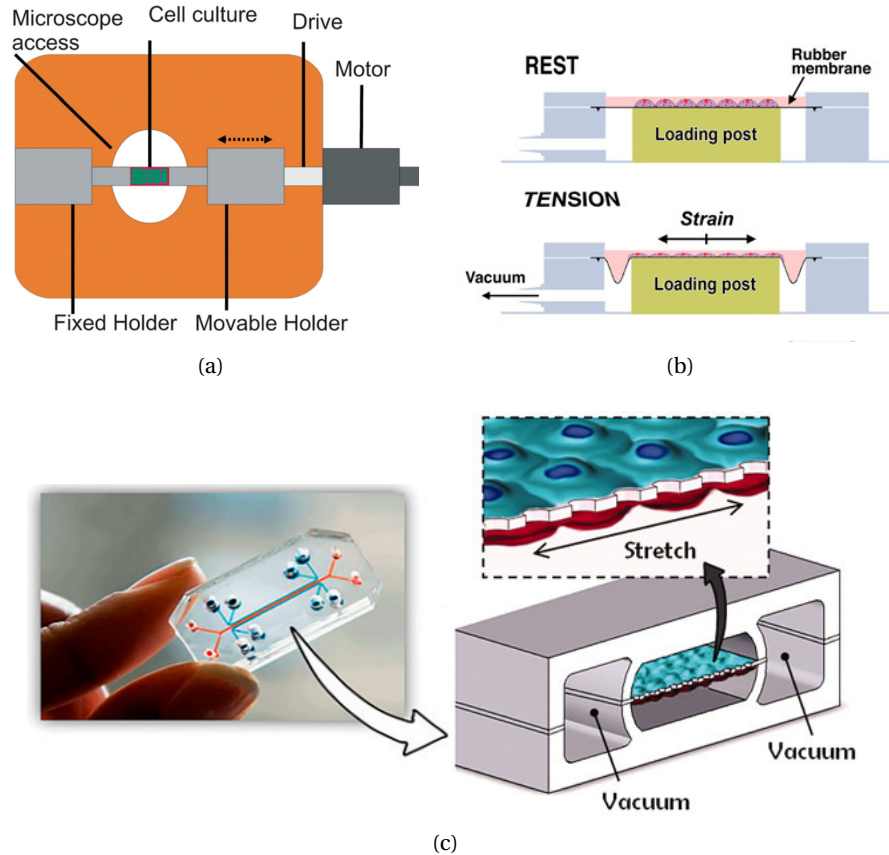 Microscope
access
Cell culture
Drive
Motor
Fixed Holder
Movable Holder
(a)
REST
Rubber
membrane
Loading post
TENSION
Strain
Vacuum
Loading post
(b)
Stretch
Vacuum
Vacuum
(c)